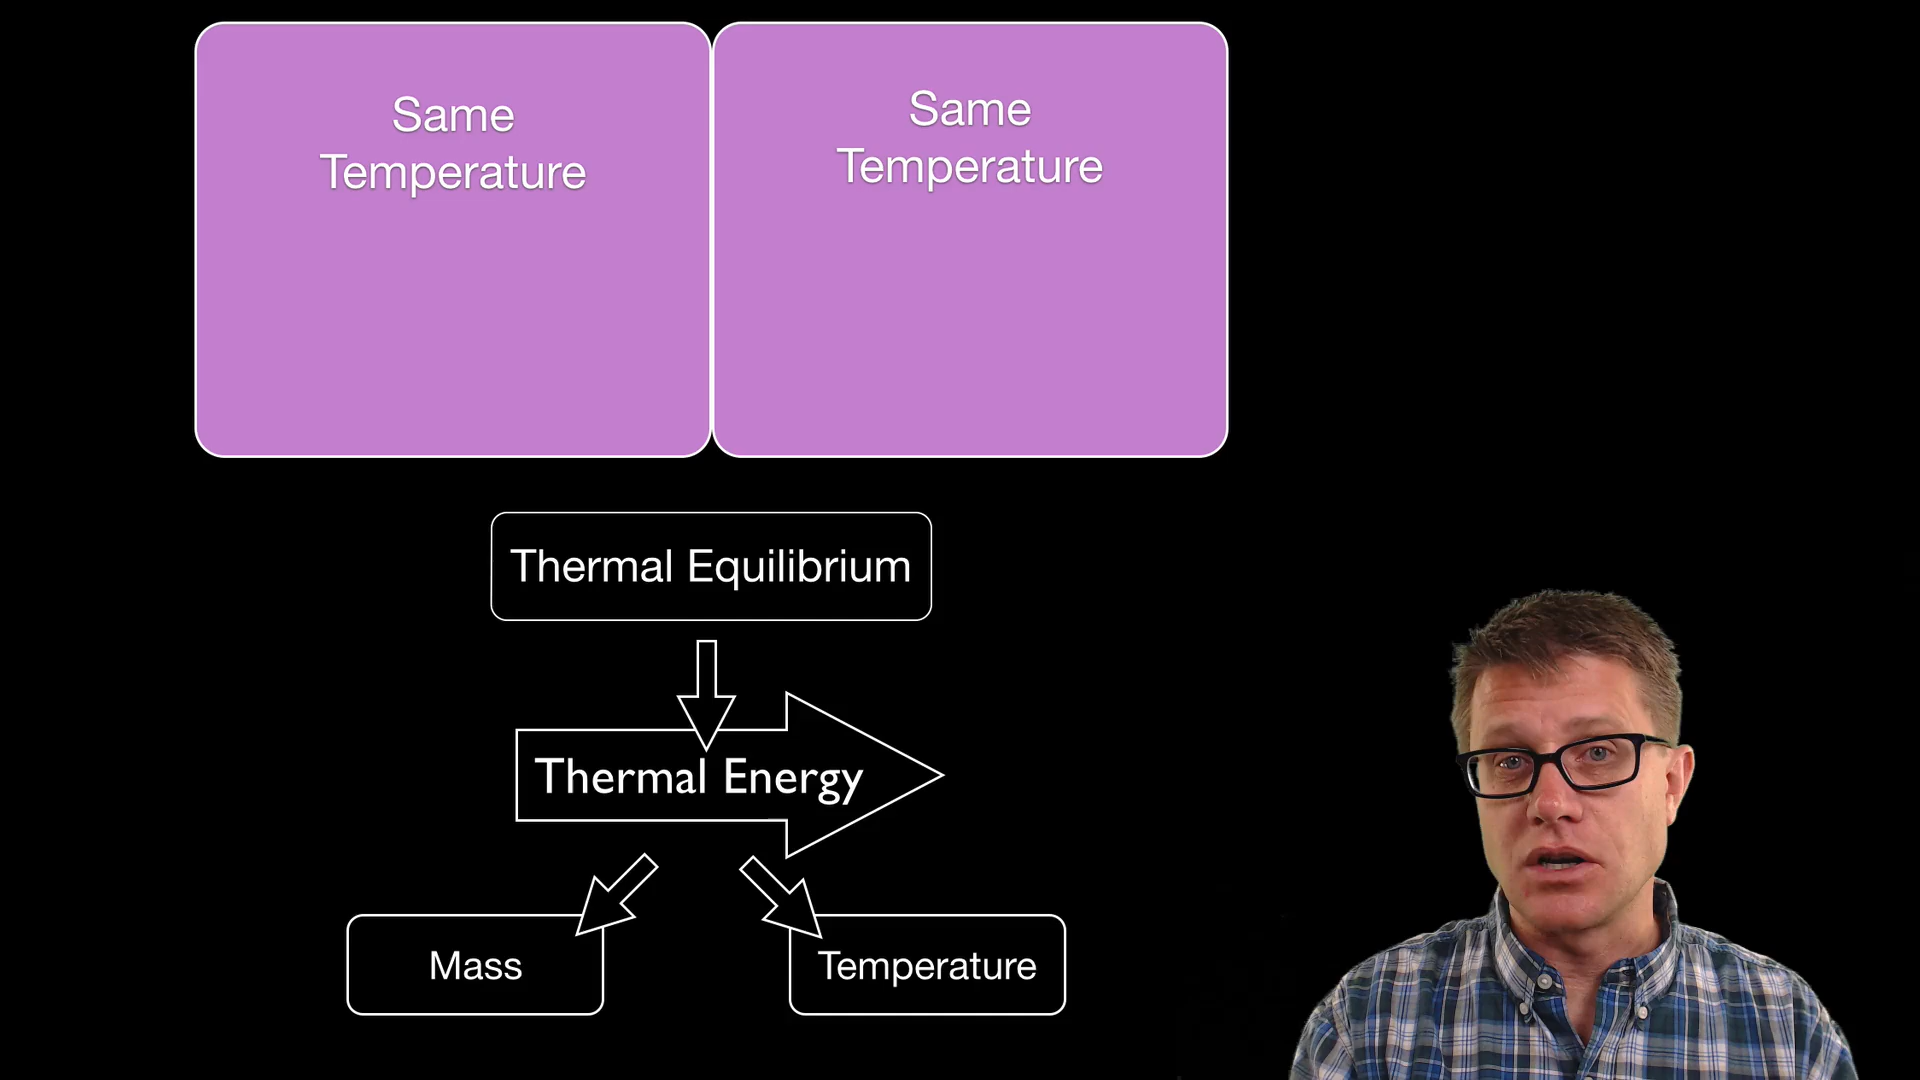 Same
Temperature
Same
Temperature
Thermal Equilibrium
Thermal Energy
Mass
Temperature